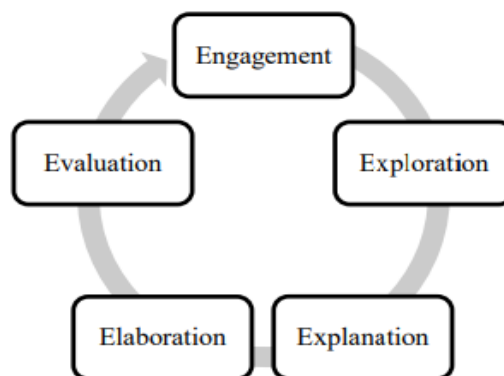 Engagement
Exploration
Explanation
Elaboration
Evaluation